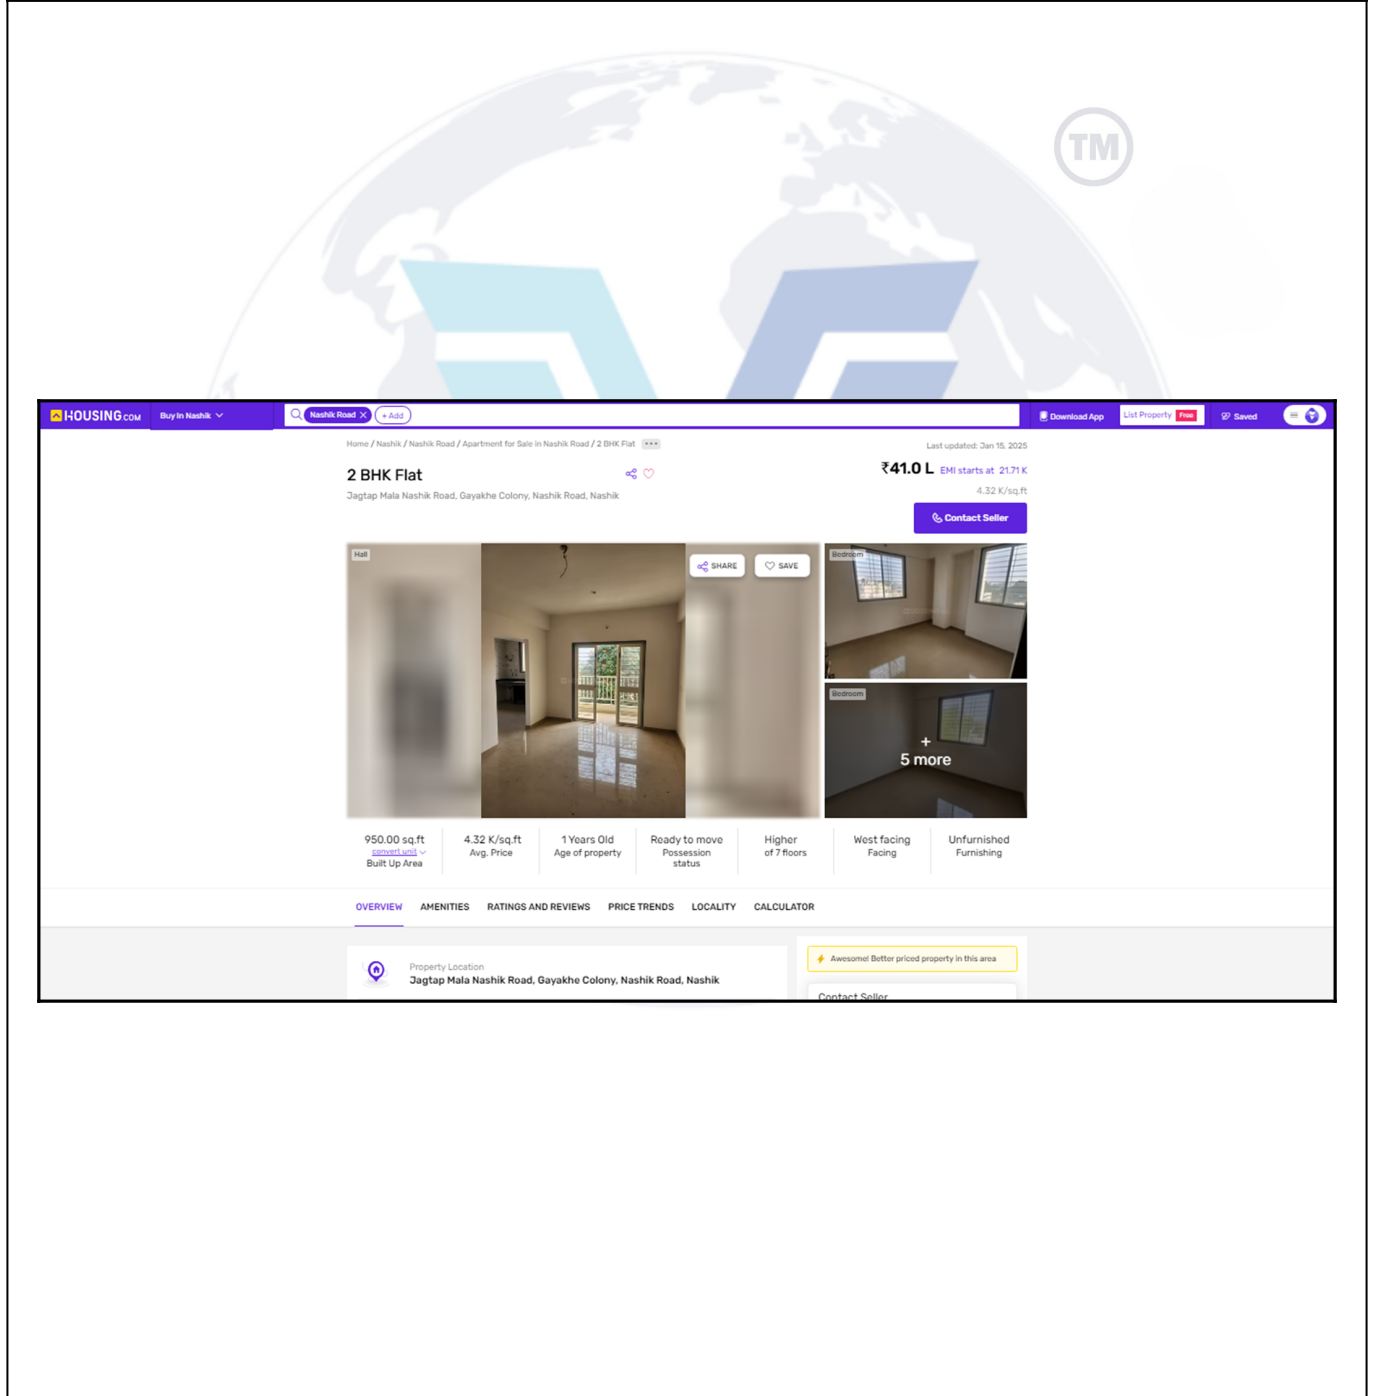 TM
HOUSING.COM Buy In Nashik Nashik Road + Add Download App List Property Free Saved
Home / Nashik / Nashik Road / Apartment for Sale in Nashik Road / 2 BHK Flat ••• Last updated: Jan 15, 2025
2 BHK Flat ₹41.0 L EMI starts at 21.71 K
Jagtap Mala Nashik Road, Gayakhe Colony, Nashik Road, Nashik 4.32 K/sq.ft
Contact Seller
Hall SHARE SAVE Bedroom
Bedroom
+
5 more
950.00 sq.ft 4.32 K/sq.ft 1 Years Old Ready to move Higher West facing Unfurnished
convert unit Avg. Price Age of property Possession of 7 floors Facing Furnishing
Built Up Area status
OVERVIEW AMENITIES RATINGS AND REVIEWS PRICE TRENDS LOCALITY CALCULATOR
Awesome! Better priced property in this area
Property Location
Jagtap Mala Nashik Road, Gayakhe Colony, Nashik Road, Nashik
Contact Seller